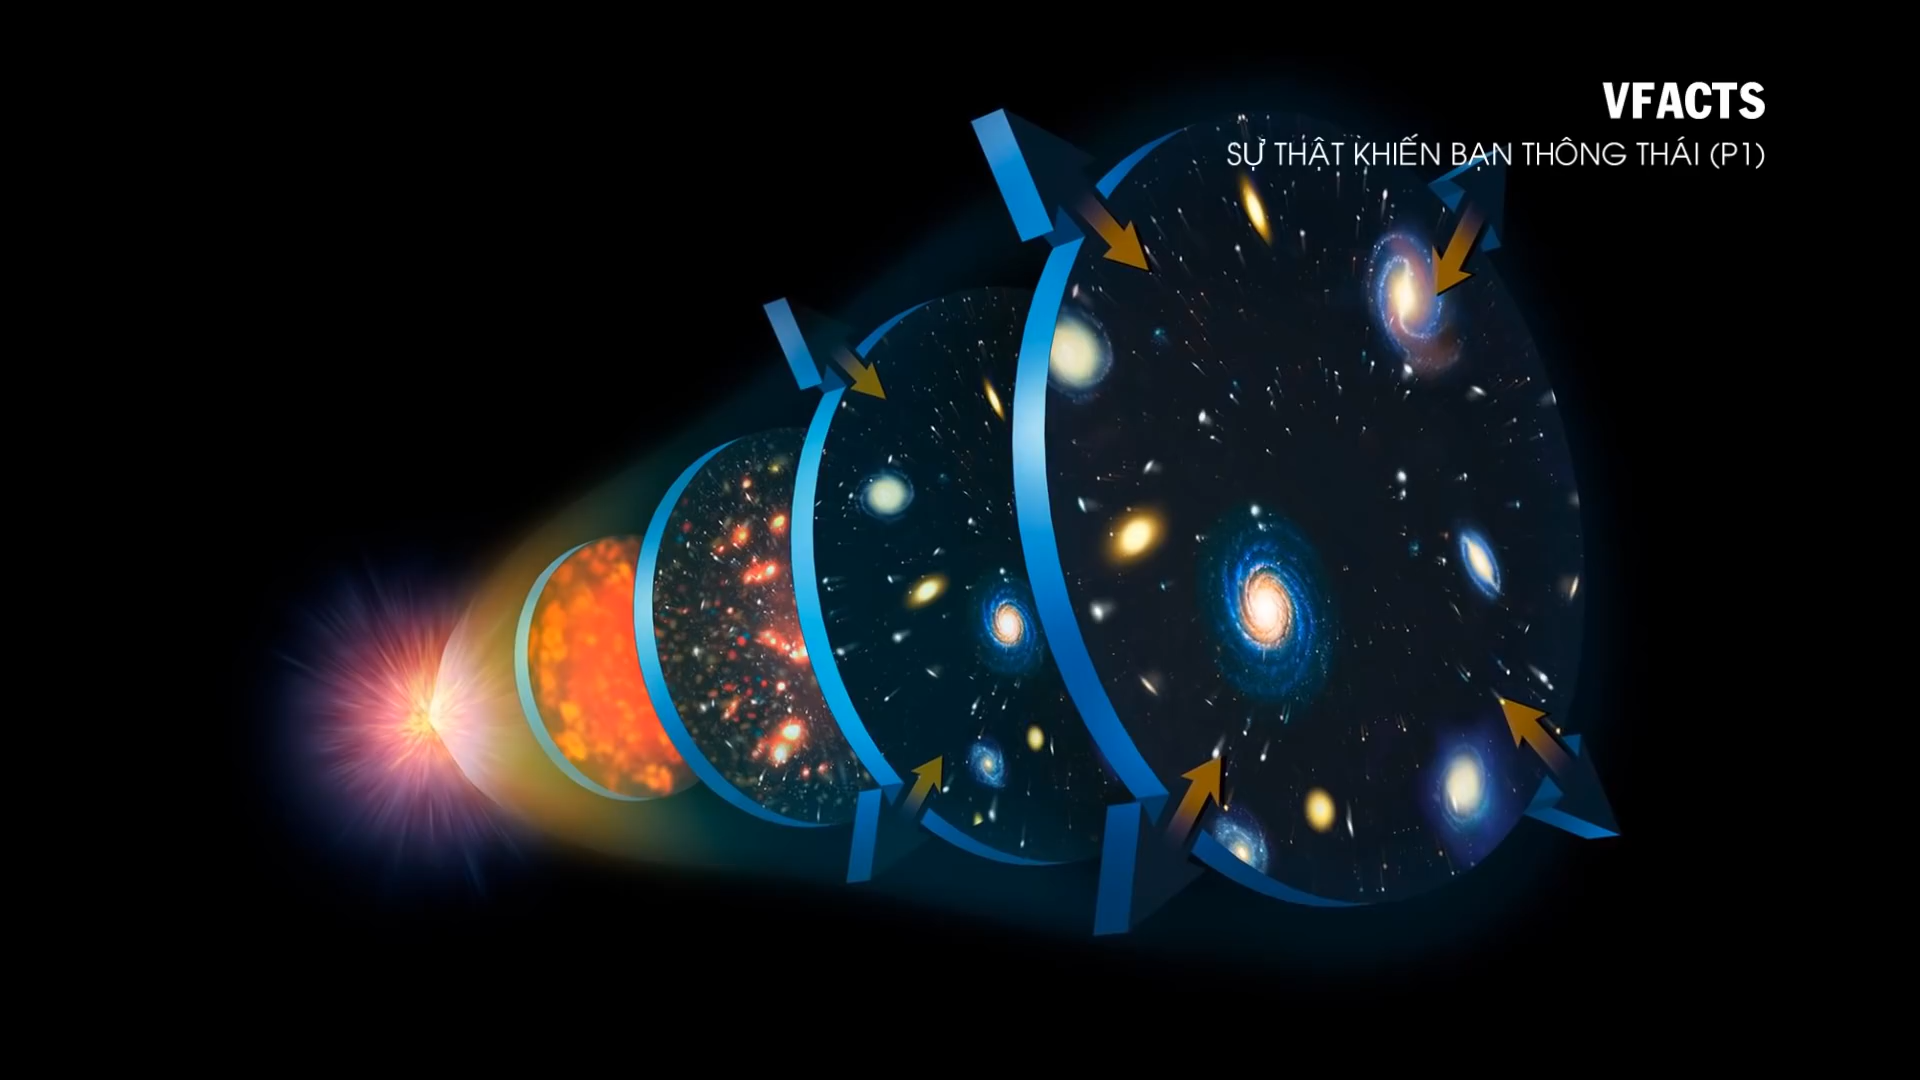 VFACTS
SỰ THẬT KHIẾN BẠN THÔNG THÁI (P1)